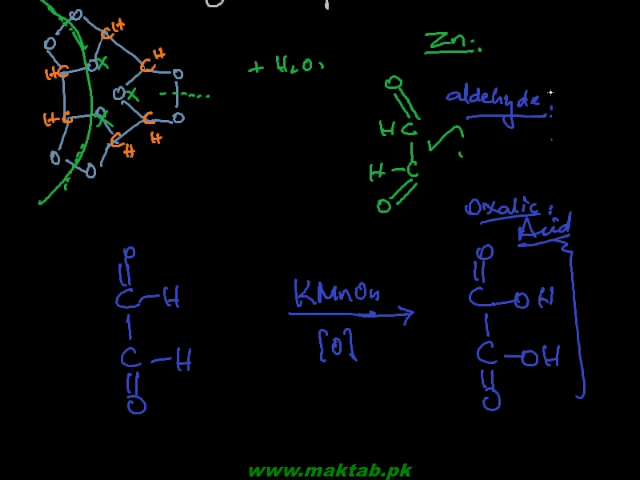 + H₂O,
Zn:
aldehyde:
O
HC
H-C
O
Oxalic:
Acid
O
C-H
C-H
O
KMnO4
[O]
O
C-OH
C-OH
O
www.maktab.pk